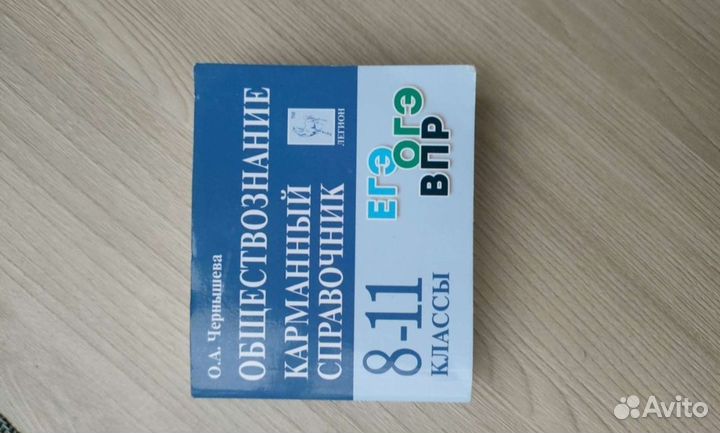 О.А. Чернышева
ОБЩЕСТВОЗНАНИЕ
КАРМАННЫЙ
СПРАВОЧНИК
ЛЕГИОН
8-11
КЛАССЫ
ЕГЭ
ОГЭ
ВПР
Avito